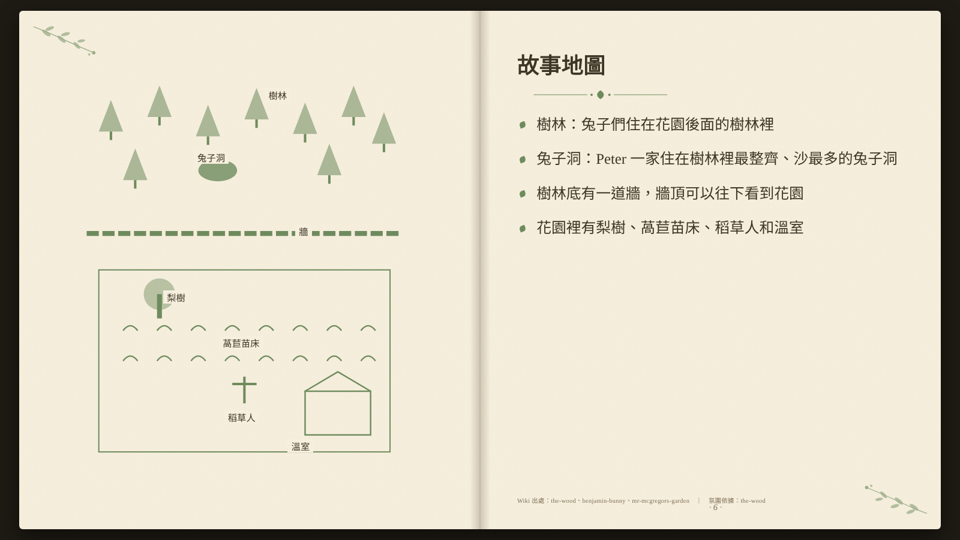 樹林
兔子洞
牆
梨樹
萵苣苗床
稻草人
溫室
故事地圖
樹林：兔子們住在花園後面的樹林裡
兔子洞：Peter 一家住在樹林裡最整齊、沙最多的兔子洞
樹林底有一道牆，牆頂可以往下看到花園
花園裡有梨樹、萵苣苗床、稻草人和溫室
Wiki 出處：the-wood、benjamin-bunny、mr-mcgregors-garden ｜ 氛圍依據：the-wood
· 6 ·